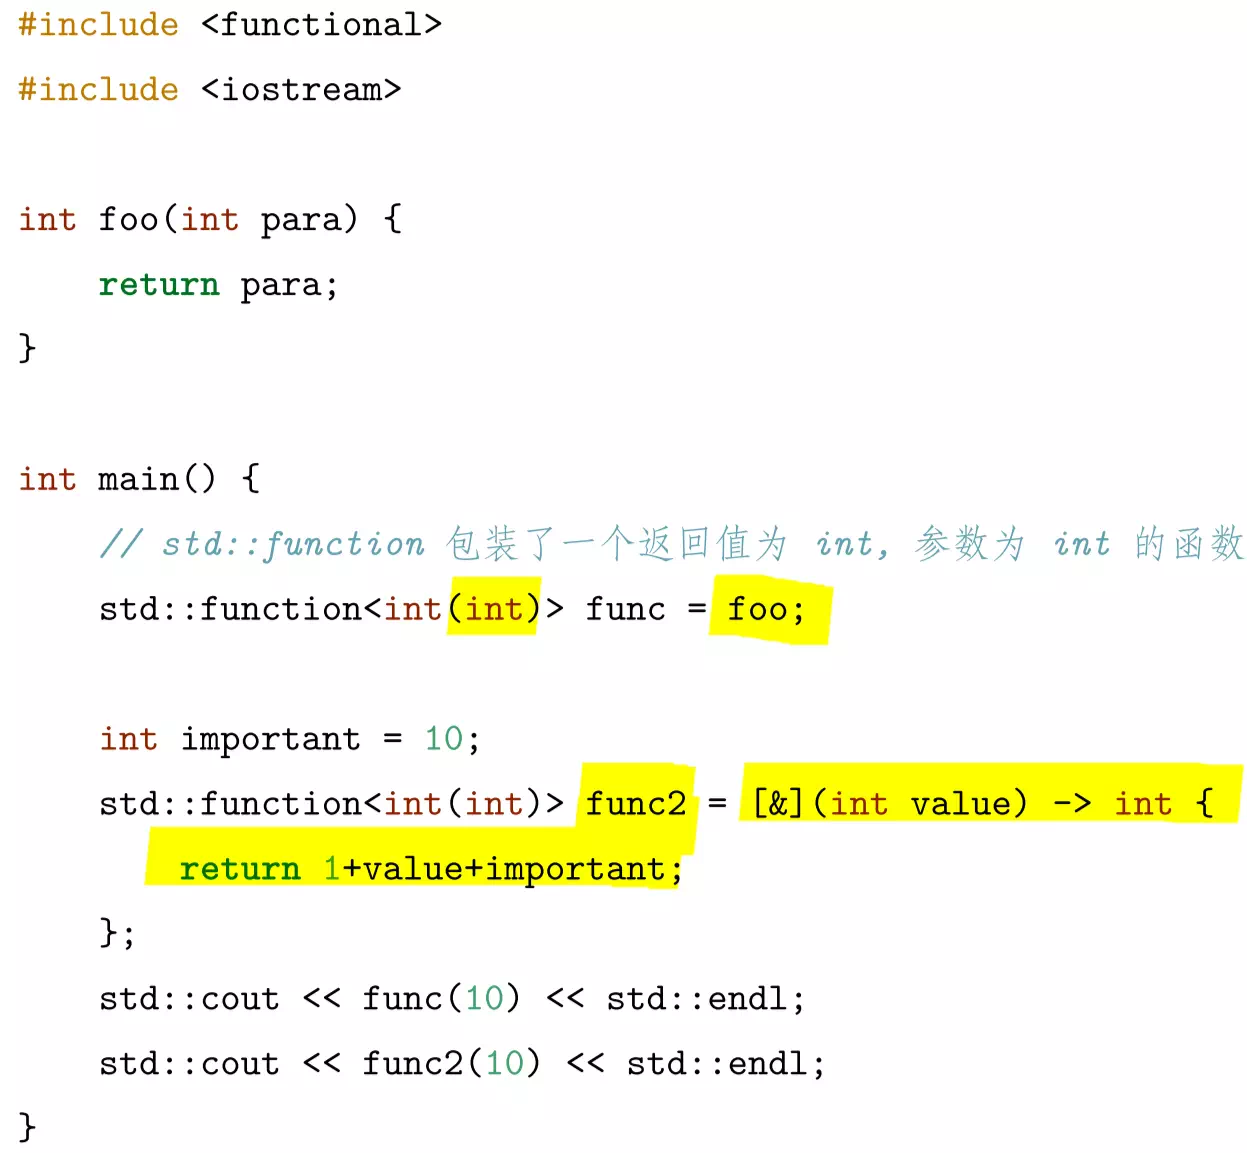 #include <functional>
#include <iostream>
int foo(int para) {
return para;
}
int main() {
// std::function 包装了一个返回值为 int, 参数为 int 的函数
std::function<int(int)> func = foo;
int important = 10;
std::function<int(int)> func2 = [&](int value) -> int {
return 1+value+important;
};
std::cout << func(10) << std::endl;
std::cout << func2(10) << std::endl;
}